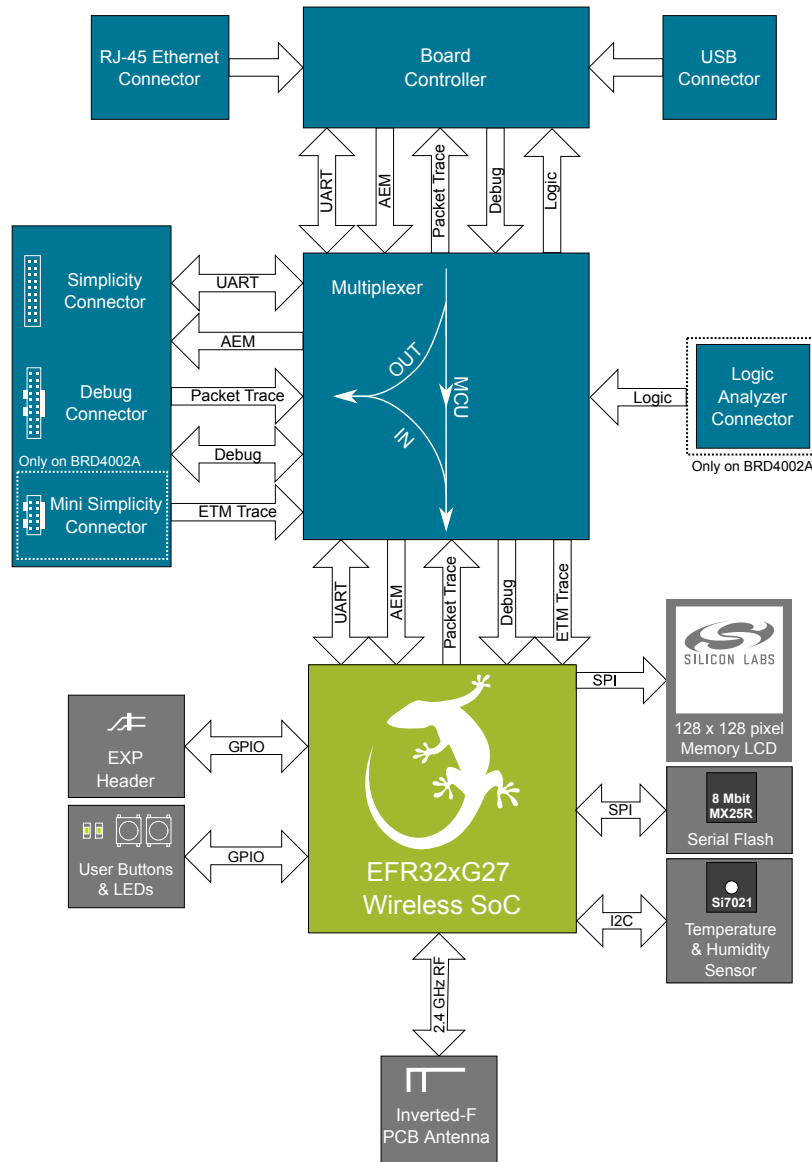 RJ-45 Ethernet
Connector
Board
Controller
USB
Connector
UART
AEM
Packet Trace
Debug
Logic
Simplicity
Connector
Debug
Connector
Only on BRD4002A
Mini Simplicity
Connector
UART
AEM
Packet Trace
Debug
ETM Trace
Multiplexer
OUT
MCU
IN
Logic
Logic
Analyzer
Connector
Only on BRD4002A
UART
AEM
Packet Trace
Debug
ETM Trace
SPI
SILICON LABS
128 x 128 pixel
Memory LCD
EXP
Header
GPIO
User Buttons
& LEDs
GPIO
EFR32xG27
Wireless SoC
SPI
8 Mbit
MX25R
Serial Flash
I2C
Si7021
Temperature
& Humidity
Sensor
2.4 GHz RF
Inverted-F
PCB Antenna